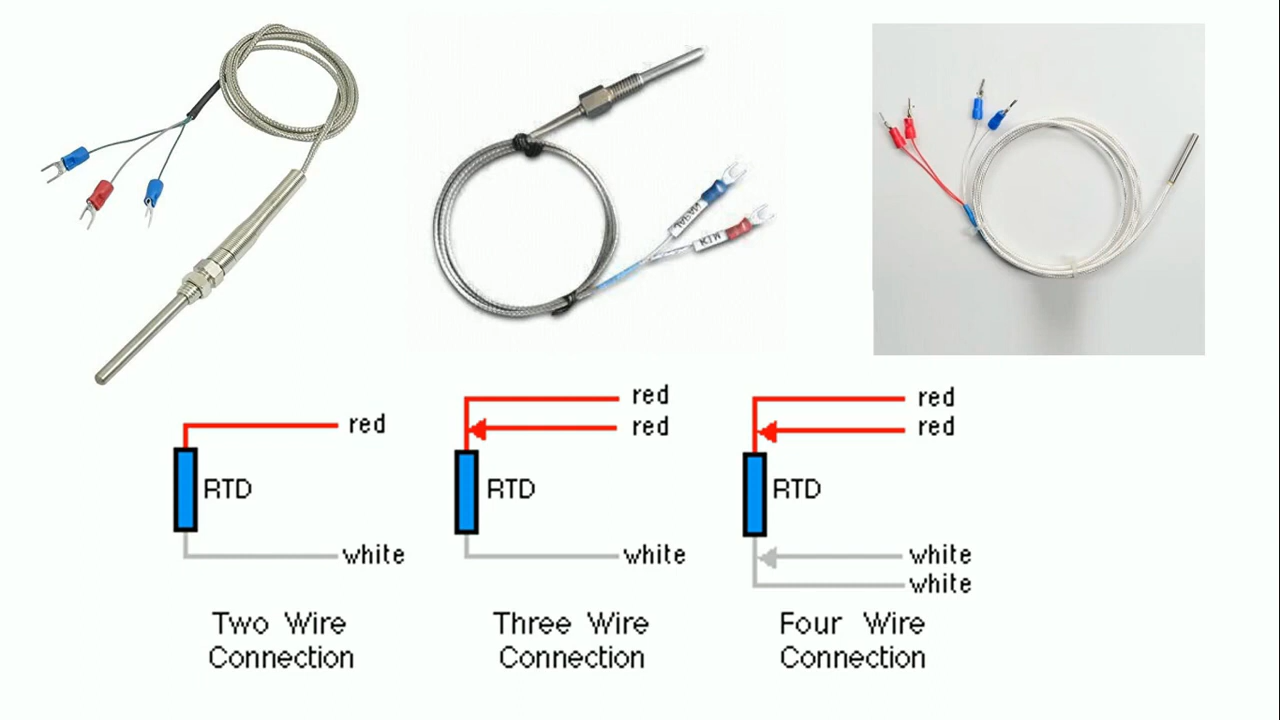 red
RTD
white
Two Wire
Connection
red
red
RTD
white
Three Wire
Connection
red
red
RTD
white
white
Four Wire
Connection